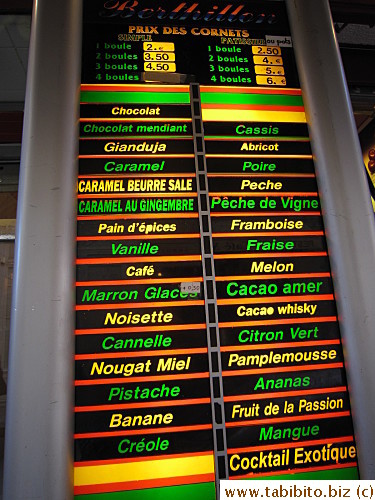 Berthillon
PRIX DES CORNETS
SIMPLE
1 boule 2.€
2 boules 3.50
3 boules 4.50
4 boules
PATISSIER
1 boule 2.50
2 boules 4.€
3 boules 5.€
4 boules 6.€
Chocolat
Chocolat mendiant
Gianduja
Caramel
CARAMEL BEURRE SALE
CARAMEL AU GINGEMBRE
Pain d'épices
Vanille
Café
Marron Glaces
+ 0,50
Noisette
Cannelle
Nougat Miel
Pistache
Banane
Créole
Cassis
Abricot
Poire
Peche
Pêche de Vigne
Framboise
Fraise
Melon
Cacao amer
Cacao whisky
Citron Vert
Pamplemousse
Ananas
Fruit de la Passion
Mangue
Cocktail Exotique
www.tabibito.biz (c)